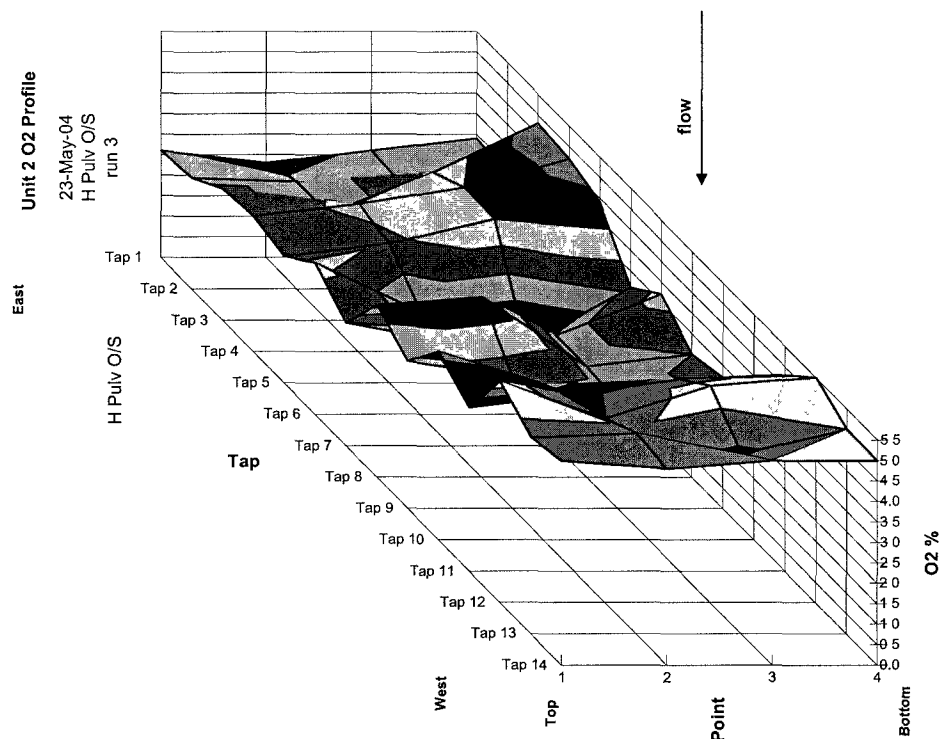 Unit 2 O2 Profile
23-May-04
H Pulv O/S
run 3
flow
East
H Pulv O/S
Tap
Tap 1
Tap 2
Tap 3
Tap 4
Tap 5
Tap 6
Tap 7
Tap 8
Tap 9
Tap 10
Tap 11
Tap 12
Tap 13
Tap 14
5 5
5 0
4 5
4 0
3 5
3 0
2 5
2 0
1 5
1 0
0 5
0.0
O2 %
1
2
3
4
West
Top
Point
Bottom